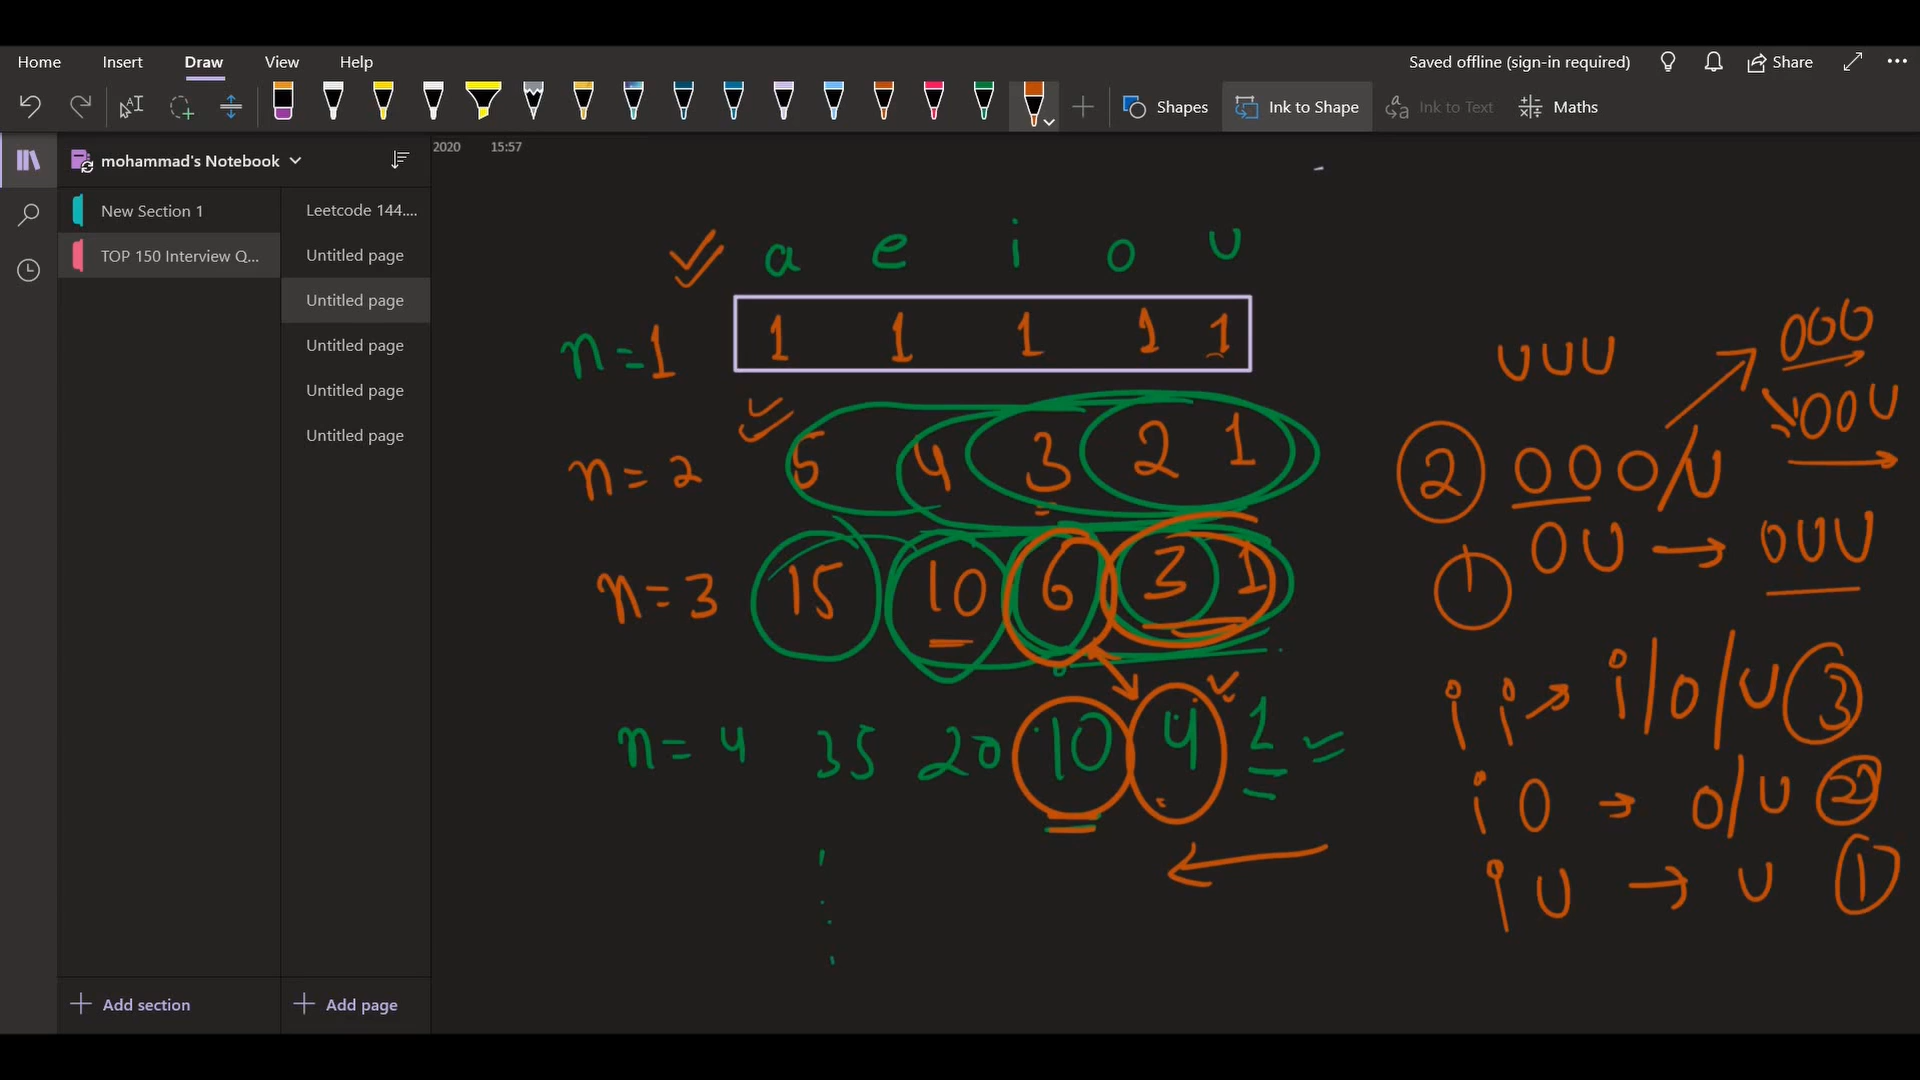 Home Insert Draw View Help Saved offline (sign-in required) Share
Shapes Ink to Shape Ink to Text Maths
mohammad's Notebook
New Section 1
TOP 150 Interview Q...
Leetcode 144....
Untitled page
Untitled page
Untitled page
Untitled page
Untitled page
Add section
Add page
2020 15:57
a e i o u
n=1 1 1 1 1 1
n=2 5 4 3 2 1
n=3 15 10 6 3 1
n=4 35 20 10 4 1
UUU
OOO
OOU
2 OO O/U
1 OU → OUU
i i → i/o/U 3
i O → O/U 2
i U → U 1